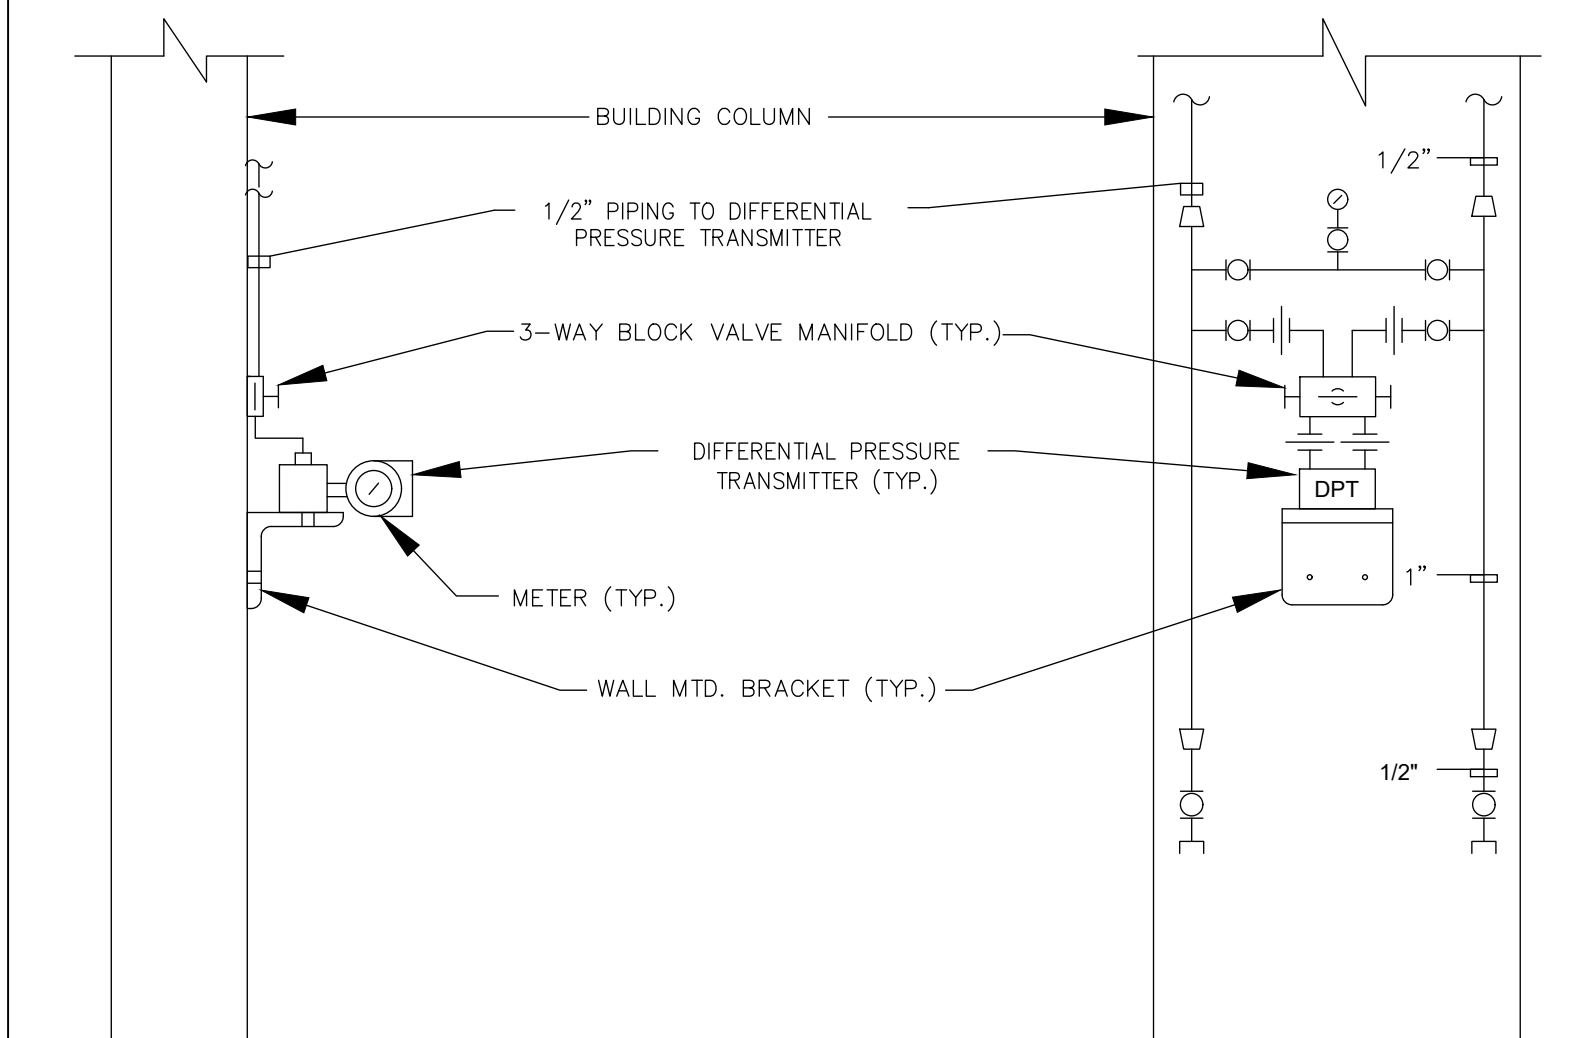 BUILDING COLUMN
1/2”
1/2” PIPING TO DIFFERENTIAL
PRESSURE TRANSMITTER
3-WAY BLOCK VALVE MANIFOLD (TYP.)
DIFFERENTIAL PRESSURE
TRANSMITTER (TYP.)
DPT
1”
METER (TYP.)
WALL MTD. BRACKET (TYP.)
1/2"